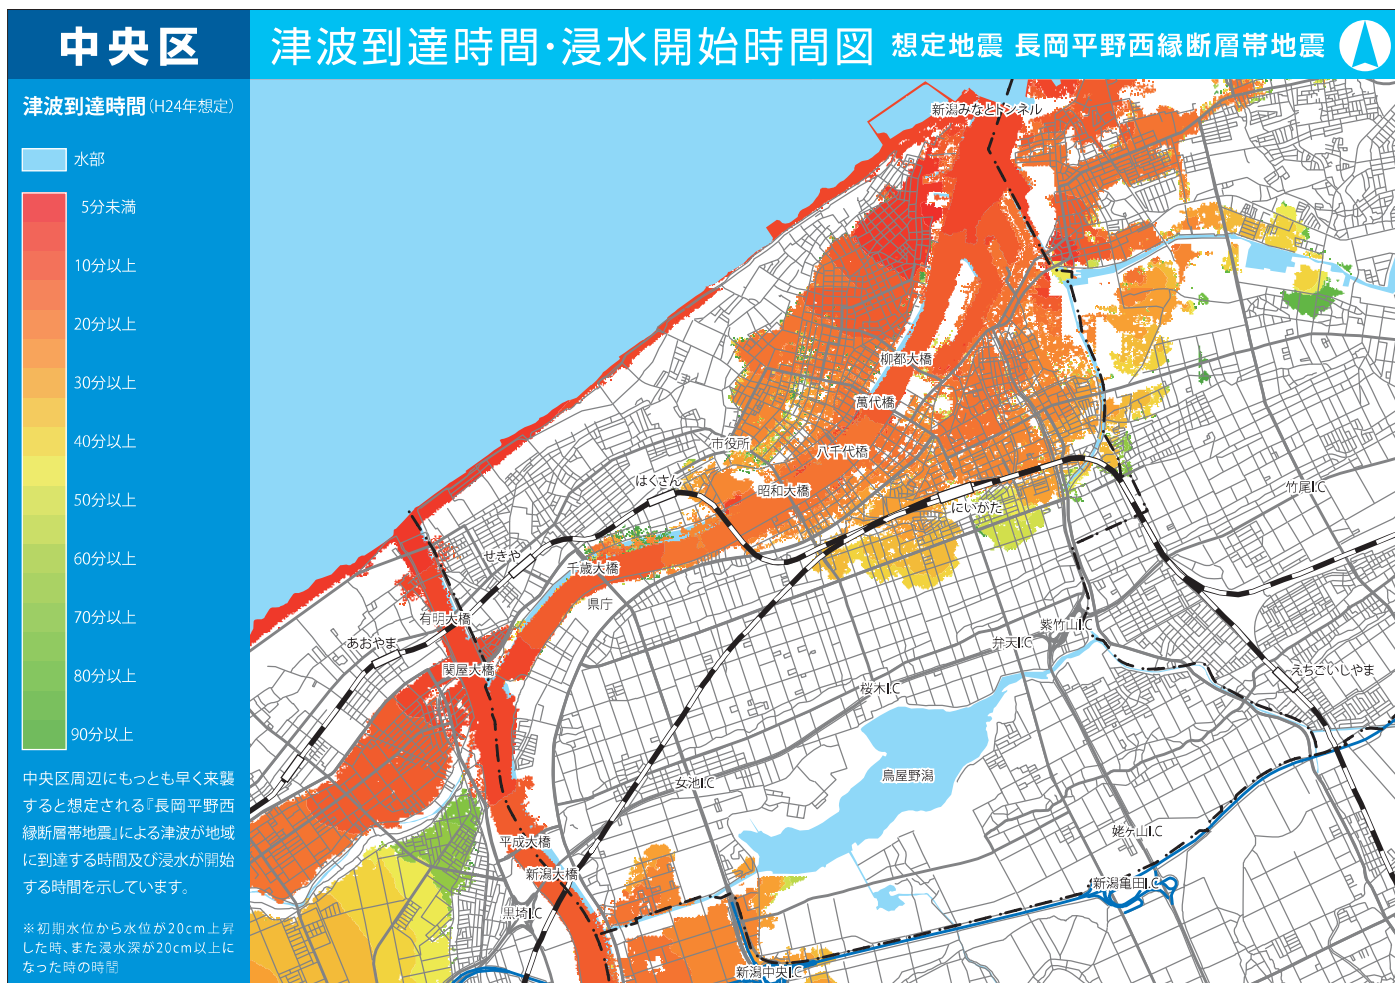 中央区
津波到達時間・浸水開始時間図 想定地震 長岡平野西縁断層帯地震
津波到達時間(H24年想定)
水部
5分未満
10分以上
20分以上
30分以上
40分以上
50分以上
60分以上
70分以上
80分以上
90分以上
中央区周辺にもっとも早く来襲
すると想定される『長岡平野西
縁断層帯地震』による津波が地域
に到達する時間及び浸水が開始
する時間を示しています。
※初期水位から水位が20cm上昇
した時、また浸水深が20cm以上に
なった時の時間
新潟みなとトンネル
柳都大橋
萬代橋
市役所
八千代橋
はくさん
昭和大橋
竹尾I.C
にいがた
せきや
千歳大橋
県庁
有明大橋
紫竹山I.C
あおやま
弁天I.C
関屋大橋
えちごいしやま
桜木I.C
鳥屋野潟
女池I.C
姥ケ山I.C
平成大橋
新潟大橋
新潟亀田I.C
黒埼I.C
新潟中央I.C